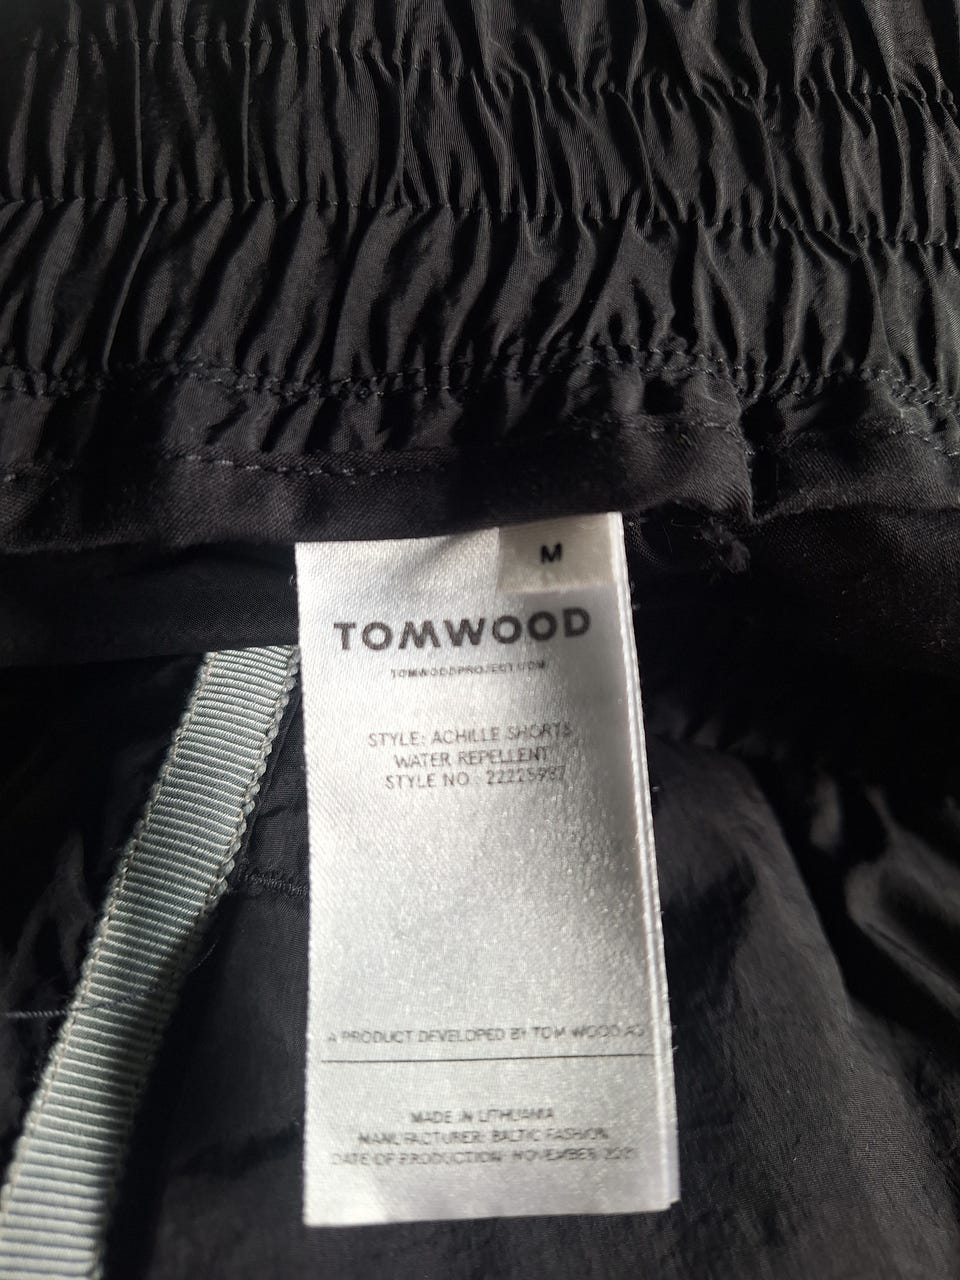 M
TOMWOOD
TOMWOODPROJECT.COM
STYLE: ACHILLE SHORTS
WATER REPELLENT
STYLE NO.: 22225987
A PRODUCT DEVELOPED BY TOM WOOD AS
MADE IN LITHUANIA
MANUFACTURER: BALTIC FASHION
DATE OF PRODUCTION: NOVEMBER 2021